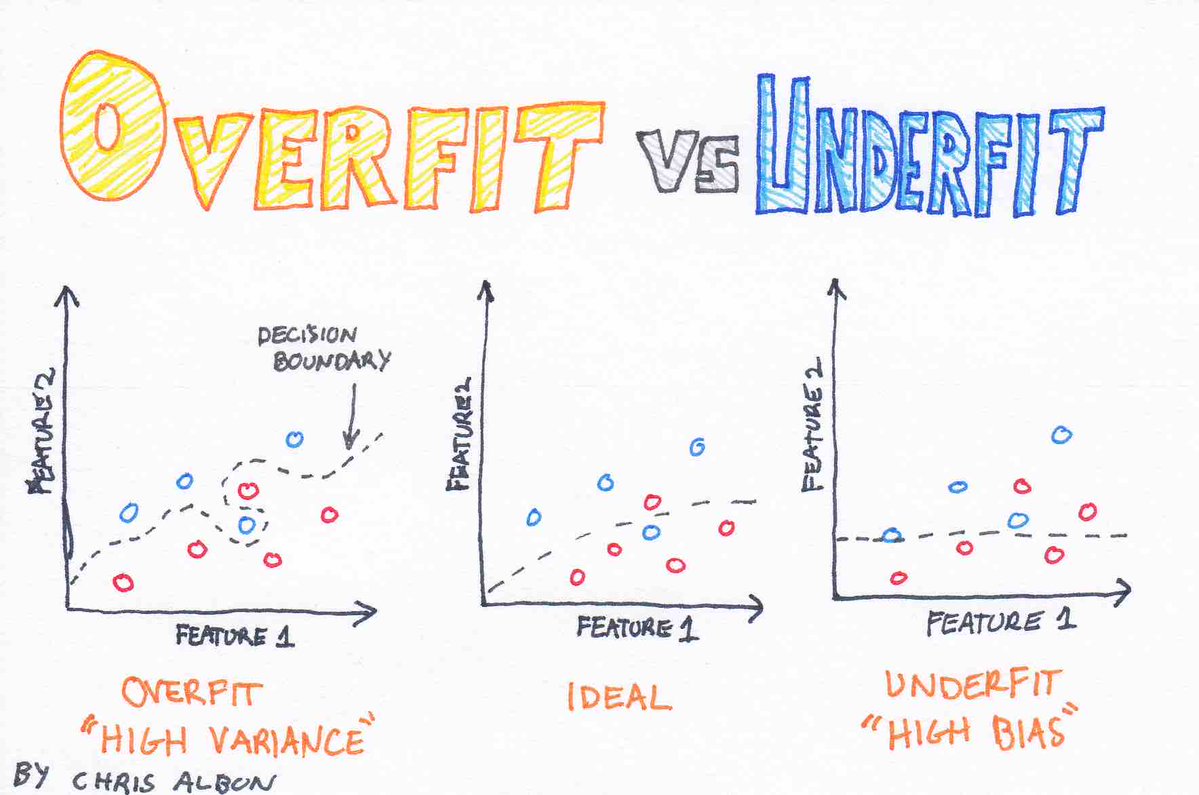 OVERFIT VS UNDERFIT
DECISION
BOUNDARY
FEATURE 2
FEATURE 1
OVERFIT
"HIGH VARIANCE"
FEATURE 2
FEATURE 1
IDEAL
FEATURE 2
FEATURE 1
UNDERFIT
"HIGH BIAS"
BY CHRIS ALBON